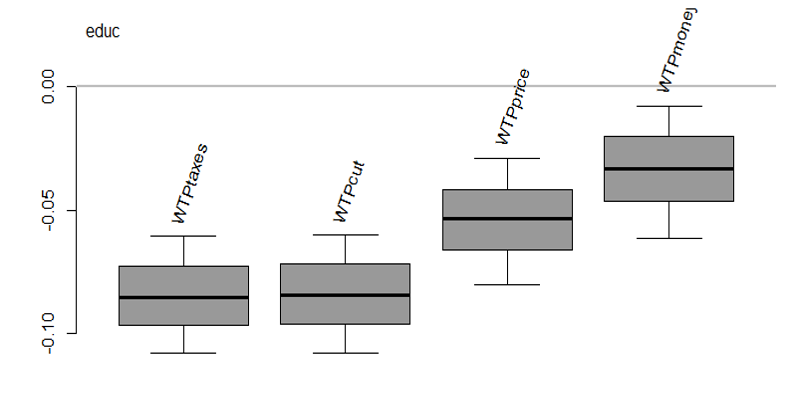 educ
WTPmoney
WTPprice
WTPtaxes
WTPcut
0.00
-0.05
-0.10